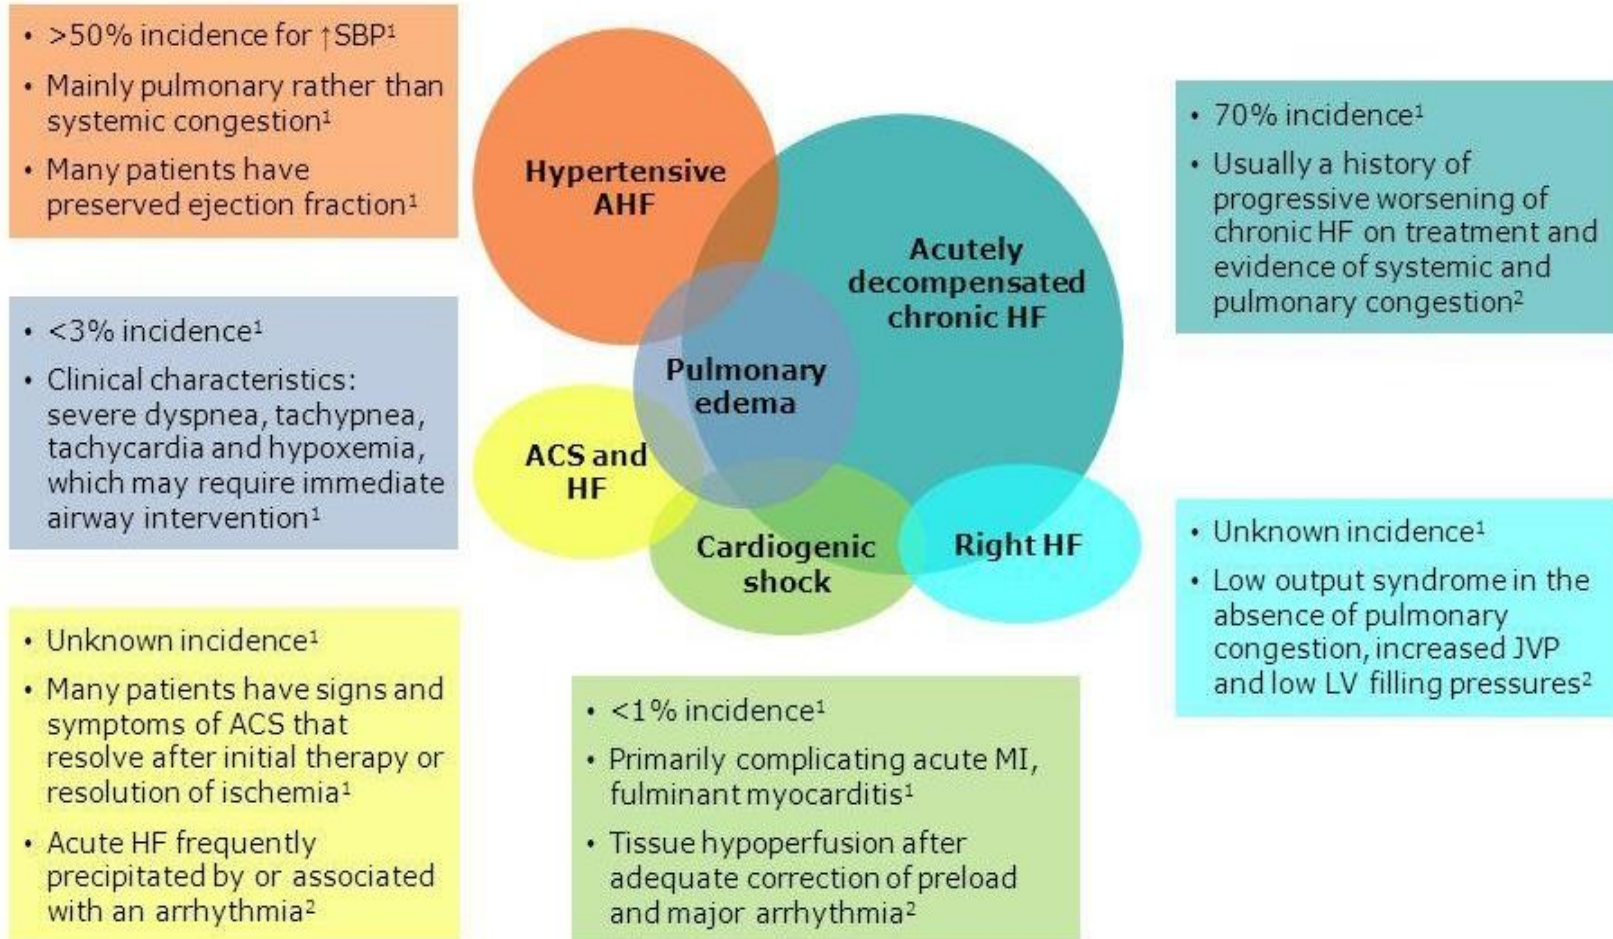 • >50% incidence for ↑SBP¹
• Mainly pulmonary rather than
systemic congestion¹
• Many patients have
preserved ejection fraction¹
• <3% incidence¹
• Clinical characteristics:
severe dyspnea, tachypnea,
tachycardia and hypoxemia,
which may require immediate
airway intervention¹
• Unknown incidence¹
• Many patients have signs and
symptoms of ACS that
resolve after initial therapy or
resolution of ischemia¹
• Acute HF frequently
precipitated by or associated
with an arrhythmia²
Hypertensive
AHF
Acutely
decompensated
chronic HF
Pulmonary
edema
ACS and
HF
Cardiogenic
shock
Right HF
• <1% incidence¹
• Primarily complicating acute MI,
fulminant myocarditis¹
• Tissue hypoperfusion after
adequate correction of preload
and major arrhythmia²
• 70% incidence¹
• Usually a history of
progressive worsening of
chronic HF on treatment and
evidence of systemic and
pulmonary congestion²
• Unknown incidence¹
• Low output syndrome in the
absence of pulmonary
congestion, increased JVP
and low LV filling pressures²